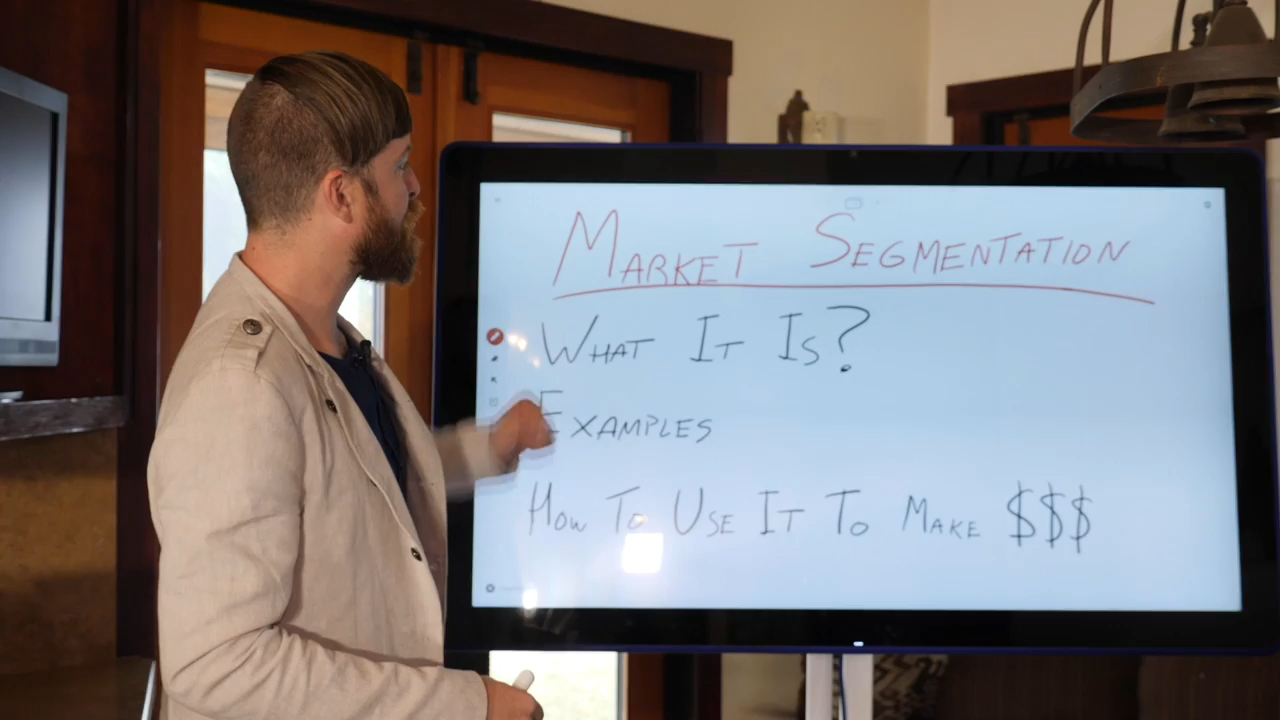 MARKET SEGMENTATION
WHAT IT IS?
EXAMPLES
HOW TO USE IT TO MAKE $$$